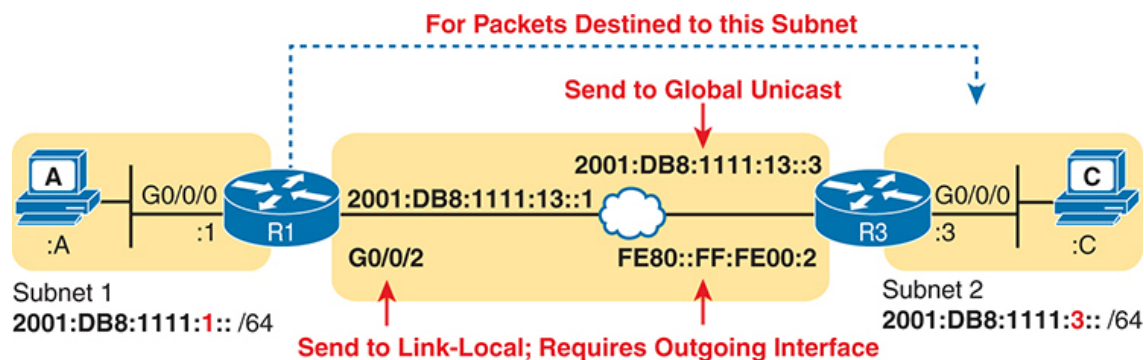 For Packets Destined to this Subnet
Send to Global Unicast
2001:DB8:1111:13::3
A
G0/0/0
2001:DB8:1111:13::1
G0/0/0
C
:A
:1
R1
G0/0/2
FE80::FF:FE00:2
R3
:3
:C
Subnet 1
2001:DB8:1111:1:: /64
Subnet 2
2001:DB8:1111:3:: /64
Send to Link-Local; Requires Outgoing Interface